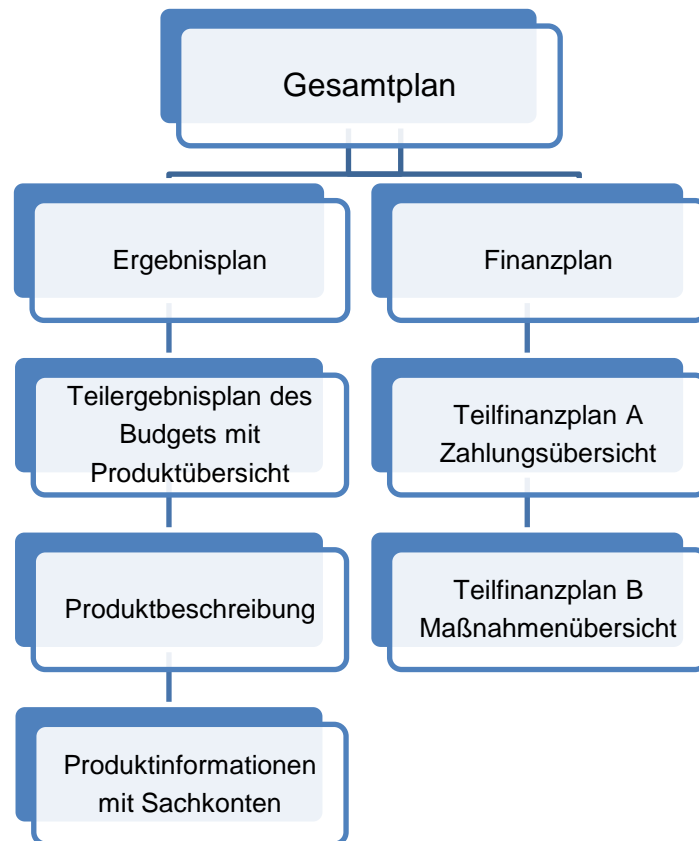 Gesamtplan
Ergebnisplan
Finanzplan
Teilergebnisplan des
Budgets mit
Produktübersicht
Teilfinanzplan A
Zahlungsübersicht
Produktbeschreibung
Teilfinanzplan B
Maßnahmenübersicht
Produktinformationen
mit Sachkonten